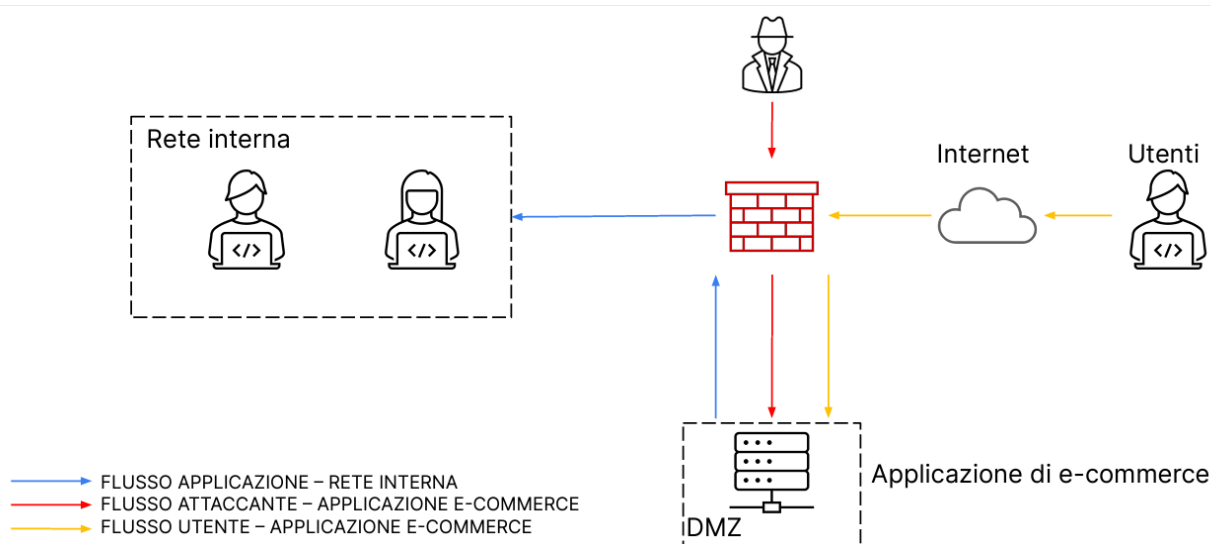 Rete interna
Internet
Utenti
</>
</>
</>
Applicazione di e-commerce
DMZ
FLUSSO APPLICAZIONE – RETE INTERNA
FLUSSO ATTACCANTE – APPLICAZIONE E-COMMERCE
FLUSSO UTENTE – APPLICAZIONE E-COMMERCE